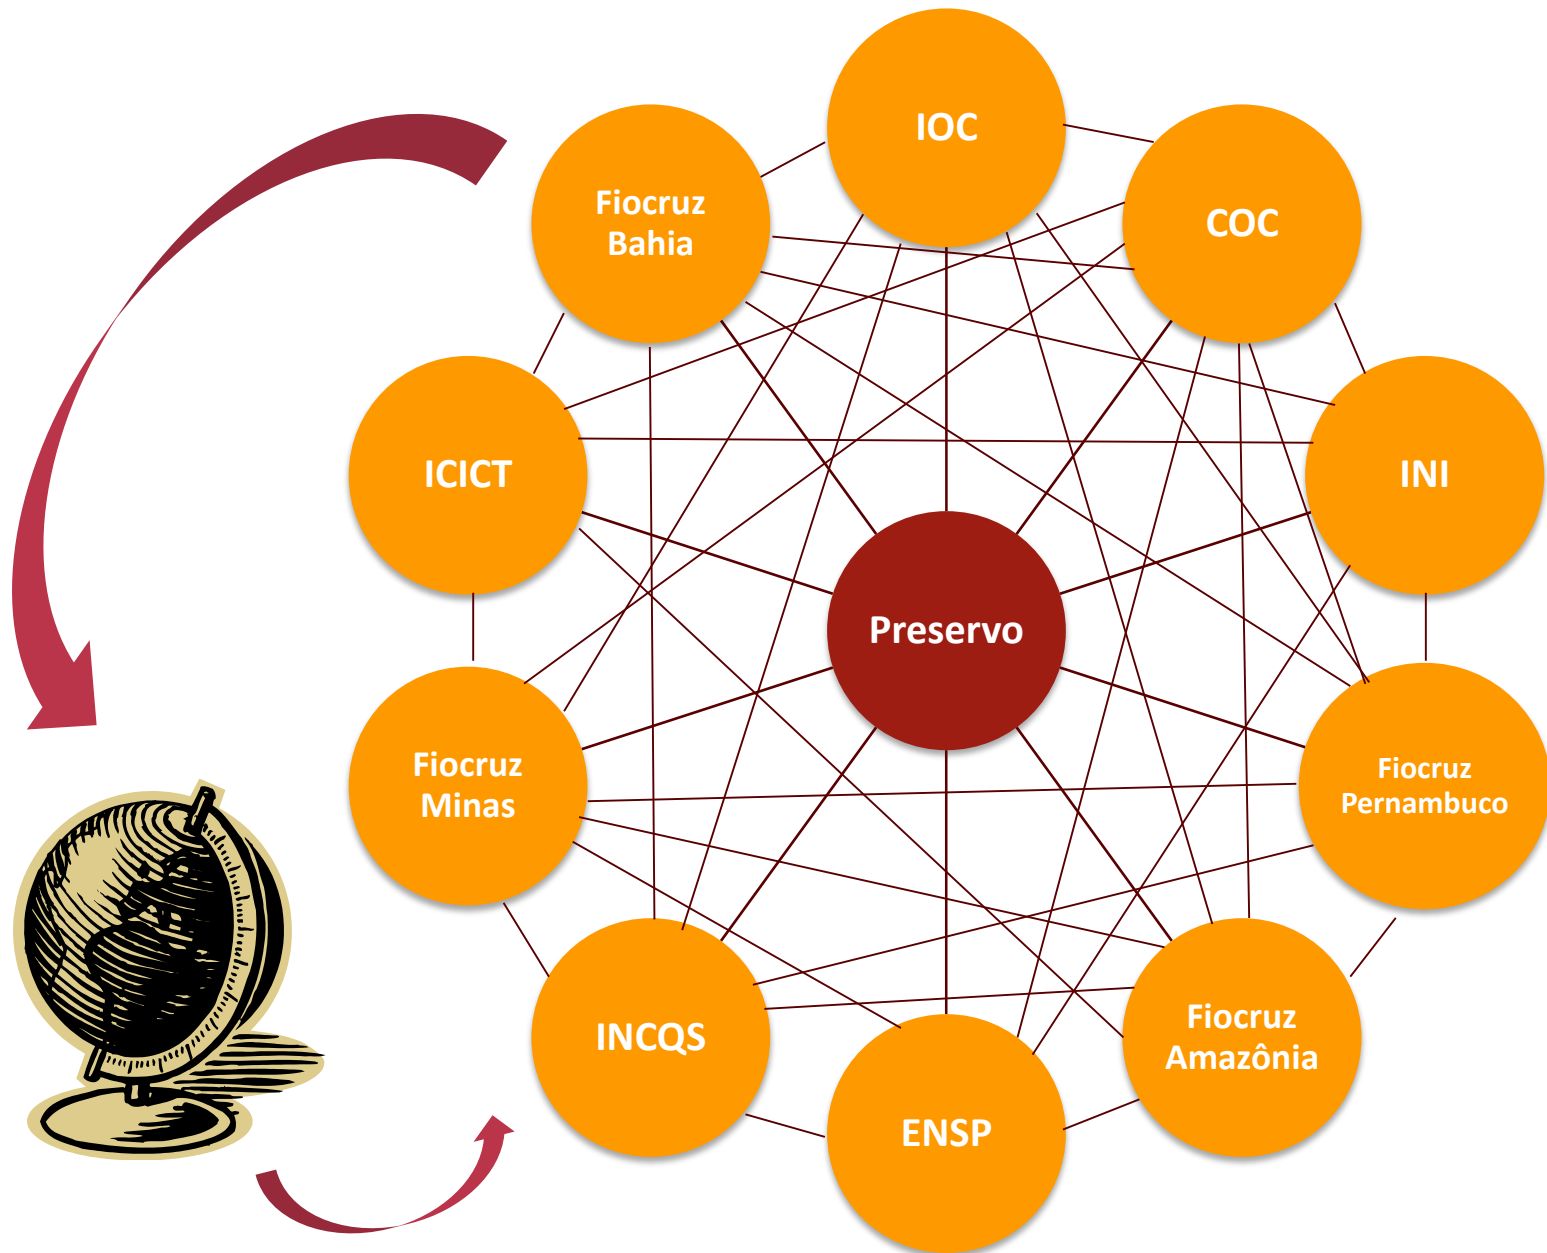 IOC
Fiocruz
Bahia
COC
ICICT
INI
Preservo
Fiocruz
Minas
Fiocruz
Pernambuco
INCQS
Fiocruz
Amazônia
ENSP